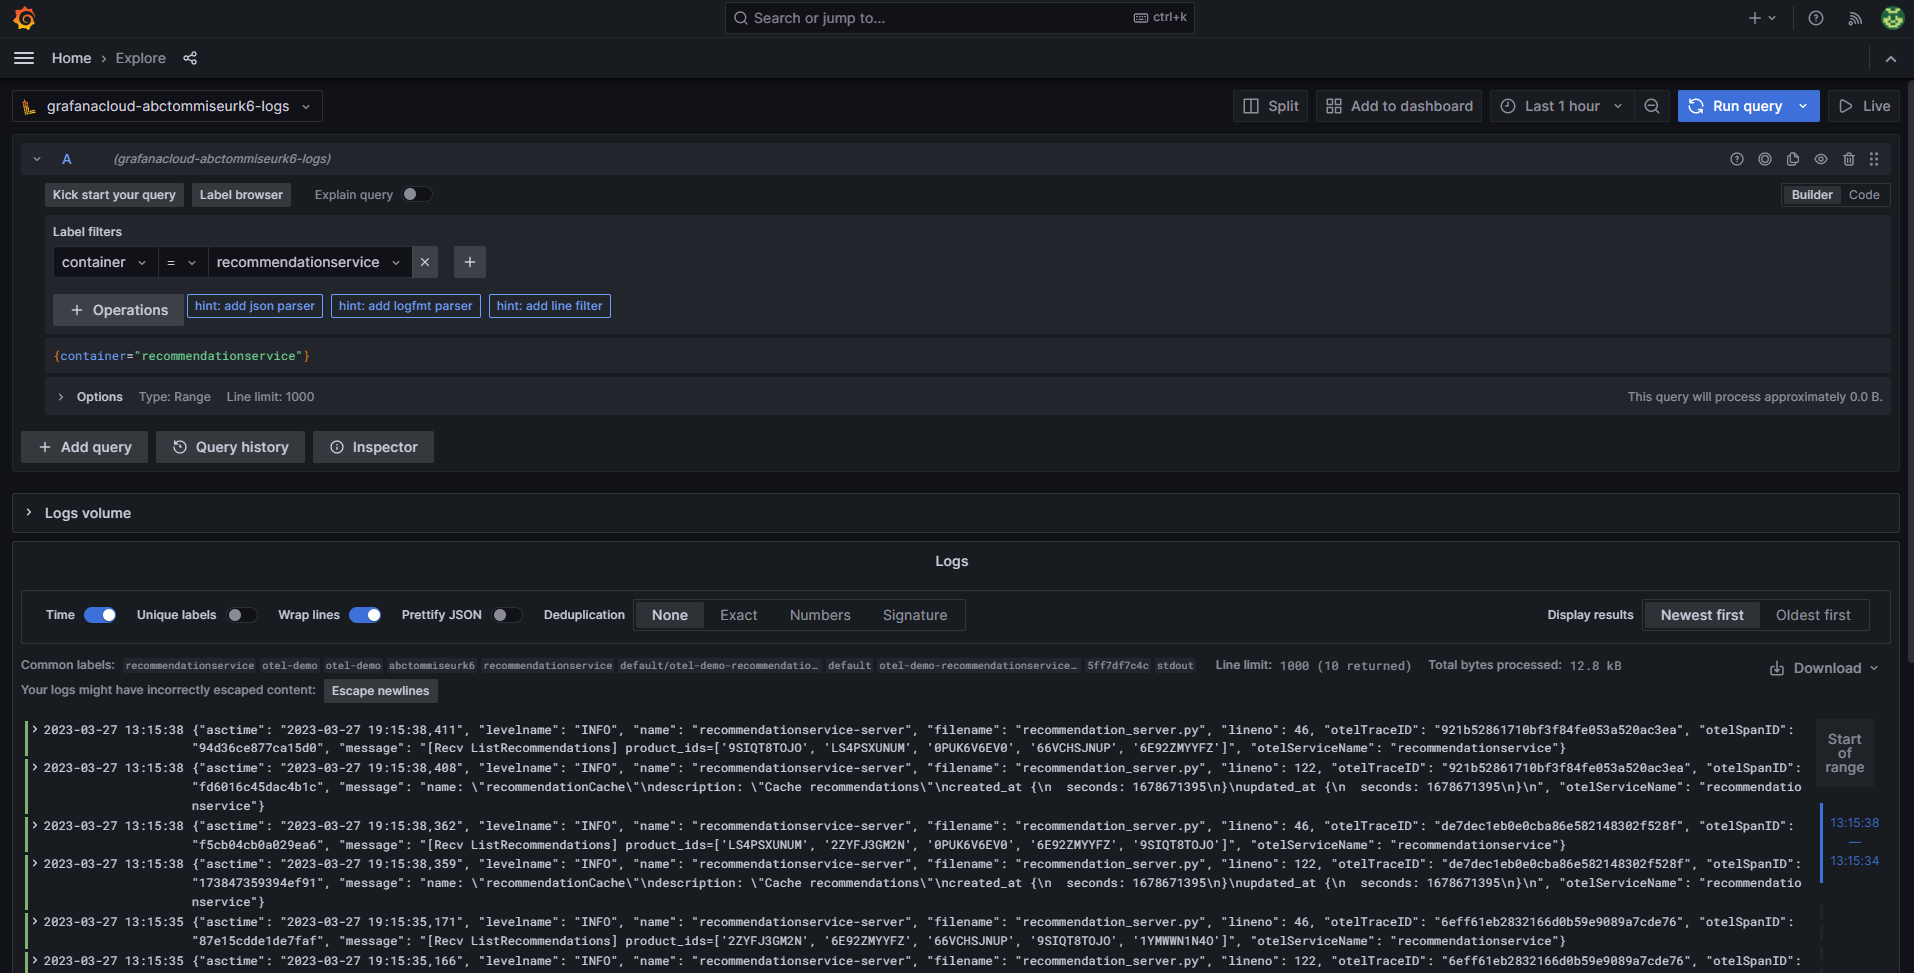 Search or jump to...
ctrl+k
Home
Explore
grafanacloud-abctommiseurk6-logs
Split
Add to dashboard
Last 1 hour
Run query
Live
A
(grafanacloud-abctommiseurk6-logs)
Kick start your query
Label browser
Explain query
Builder
Code
Label filters
container
=
recommendationservice
Operations
hint: add json parser
hint: add logfmt parser
hint: add line filter
{container="recommendationservice"}
Options
Type: Range
Line limit: 1000
This query will process approximately 0.0 B.
Add query
Query history
Inspector
Logs volume
Logs
Time
Unique labels
Wrap lines
Prettify JSON
Deduplication
None
Exact
Numbers
Signature
Display results
Newest first
Oldest first
Common labels: recommendationservice otel-demo otel-demo abctommiseurk6 recommendationservice default/otel-demo-recommendatio… default otel-demo-recommendationservice… 5ff7df7c4c stdout
Line limit: 1000 (10 returned)
Total bytes processed: 12.8 kB
Download
Your logs might have incorrectly escaped content:
Escape newlines
2023-03-27 13:15:38 {"asctime": "2023-03-27 19:15:38,411", "levelname": "INFO", "name": "recommendationservice-server", "filename": "recommendation_server.py", "lineno": 46, "otelTraceID": "921b52861710bf3f84fe053a520ac3ea", "otelSpanID":
"94d36ce877ca15d0", "message": "[Recv ListRecommendations] product_ids=['9SIQT8TOJO', 'LS4PSXUNUM', '0PUK6V6EV0', '66VCHSJNUP', '6E92ZMYYFZ']", "otelServiceName": "recommendationservice"}
2023-03-27 13:15:38 {"asctime": "2023-03-27 19:15:38,408", "levelname": "INFO", "name": "recommendationservice-server", "filename": "recommendation_server.py", "lineno": 122, "otelTraceID": "921b52861710bf3f84fe053a520ac3ea", "otelSpanID":
"fd6016c45dac4b1c", "message": "name: \"recommendationCache\"\ndescription: \"Cache recommendations\"\ncreated_at {\n  seconds: 1678671395\n}\nupdated_at {\n  seconds: 1678671395\n}\n", "otelServiceName": "recommendatio
nservice"}
2023-03-27 13:15:38 {"asctime": "2023-03-27 19:15:38,362", "levelname": "INFO", "name": "recommendationservice-server", "filename": "recommendation_server.py", "lineno": 46, "otelTraceID": "de7dec1eb0e0cba86e582148302f528f", "otelSpanID":
"f5cb04cb0a029ea6", "message": "[Recv ListRecommendations] product_ids=['LS4PSXUNUM', '2ZYFJ3GM2N', '0PUK6V6EV0', '6E92ZMYYFZ', '9SIQT8TOJO']", "otelServiceName": "recommendationservice"}
2023-03-27 13:15:38 {"asctime": "2023-03-27 19:15:38,359", "levelname": "INFO", "name": "recommendationservice-server", "filename": "recommendation_server.py", "lineno": 122, "otelTraceID": "de7dec1eb0e0cba86e582148302f528f", "otelSpanID":
"173847359394ef91", "message": "name: \"recommendationCache\"\ndescription: \"Cache recommendations\"\ncreated_at {\n  seconds: 1678671395\n}\nupdated_at {\n  seconds: 1678671395\n}\n", "otelServiceName": "recommendatio
nservice"}
2023-03-27 13:15:35 {"asctime": "2023-03-27 19:15:35,171", "levelname": "INFO", "name": "recommendationservice-server", "filename": "recommendation_server.py", "lineno": 46, "otelTraceID": "6eff61eb2832166d0b59e9089a7cde76", "otelSpanID":
"87e15cdde1de7faf", "message": "[Recv ListRecommendations] product_ids=['2ZYFJ3GM2N', '6E92ZMYYFZ', '66VCHSJNUP', '9SIQT8TOJO', '1YMWWN1N4O']", "otelServiceName": "recommendationservice"}
2023-03-27 13:15:35 {"asctime": "2023-03-27 19:15:35,166", "levelname": "INFO", "name": "recommendationservice-server", "filename": "recommendation_server.py", "lineno": 122, "otelTraceID": "6eff61eb2832166d0b59e9089a7cde76", "otelSpanID":
Start
of
range
13:15:38
—
13:15:34